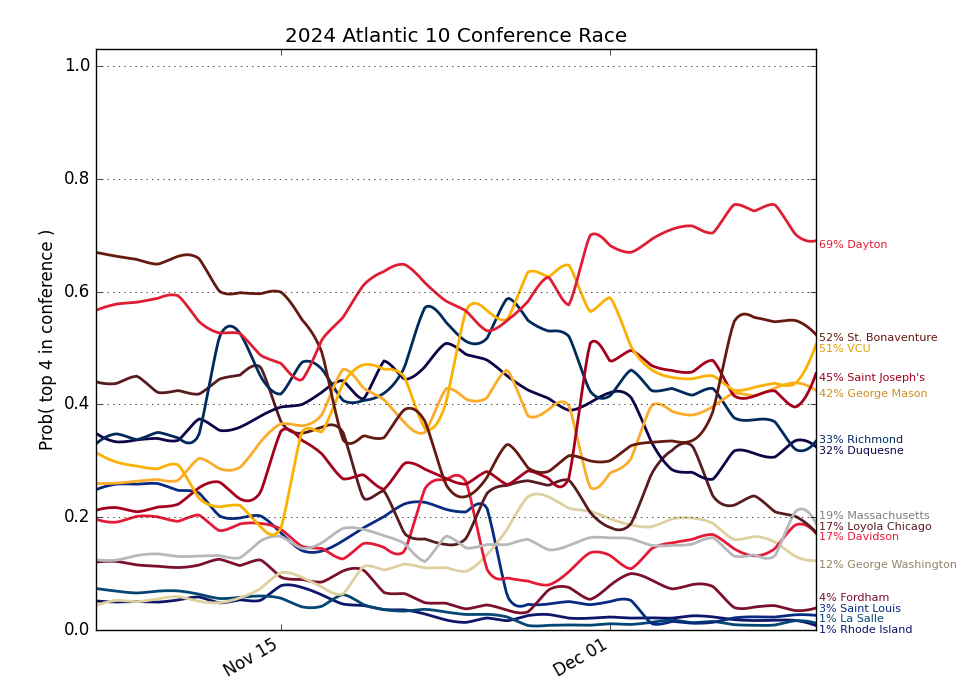 2024 Atlantic 10 Conference Race
Prob( top 4 in conference )
1.0
0.8
0.6
0.4
0.2
0.0
Nov 15
Dec 01
69% Dayton
52% St. Bonaventure
51% VCU
45% Saint Joseph's
42% George Mason
33% Richmond
32% Duquesne
19% Massachusetts
17% Loyola Chicago
17% Davidson
12% George Washington
4% Fordham
3% Saint Louis
1% La Salle
1% Rhode Island